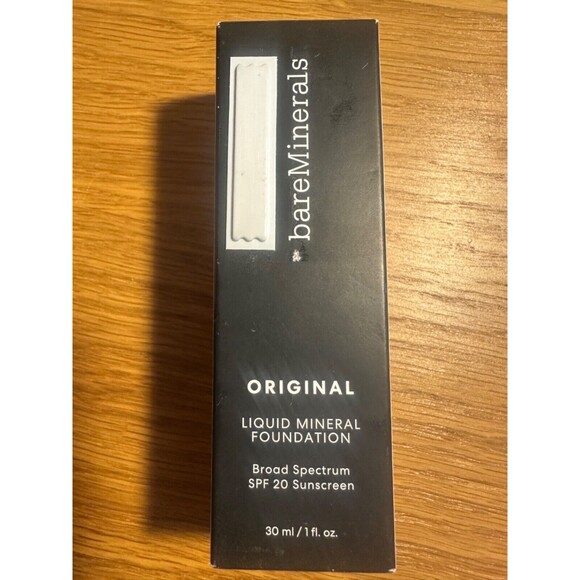 bareMinerals
ORIGINAL
LIQUID MINERAL
FOUNDATION
Broad Spectrum
SPF 20 Sunscreen
30 ml / 1 fl. oz.